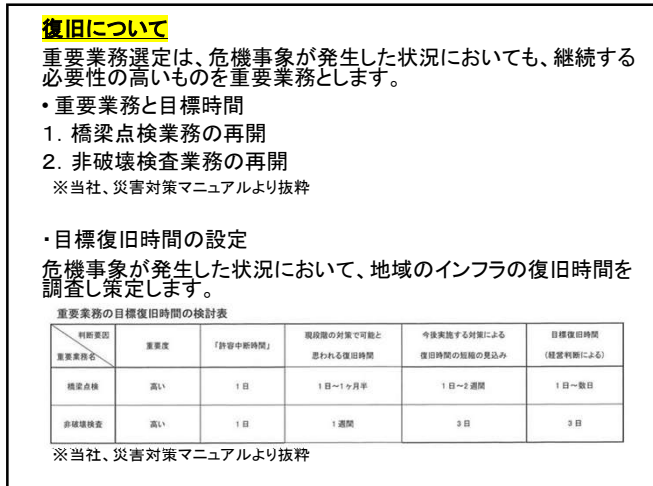 復旧について
重要業務選定は、危機事象が発生した状況においても、継続する
必要性の高いものを重要業務とします。
・重要業務と目標時間
1．橋梁点検業務の再開
2．非破壊検査業務の再開
※当社、災害対策マニュアルより抜粋
・目標復旧時間の設定
危機事象が発生した状況において、地域のインフラの復旧時間を
調査し策定します。
重要業務の目標復旧時間の検討表
判断要因
重要業務名
重要度
「許容中断時間」
現段階の対策で可能と
思われる復旧時間
今後実施する対策による
復旧時間の短縮の見込み
目標復旧時間
（経営判断による）
橋梁点検 高い 1日 1日～1ヶ月半 1日～2週間 1日～数日
非破壊検査 高い 1日 1週間 3日 3日
※当社、災害対策マニュアルより抜粋